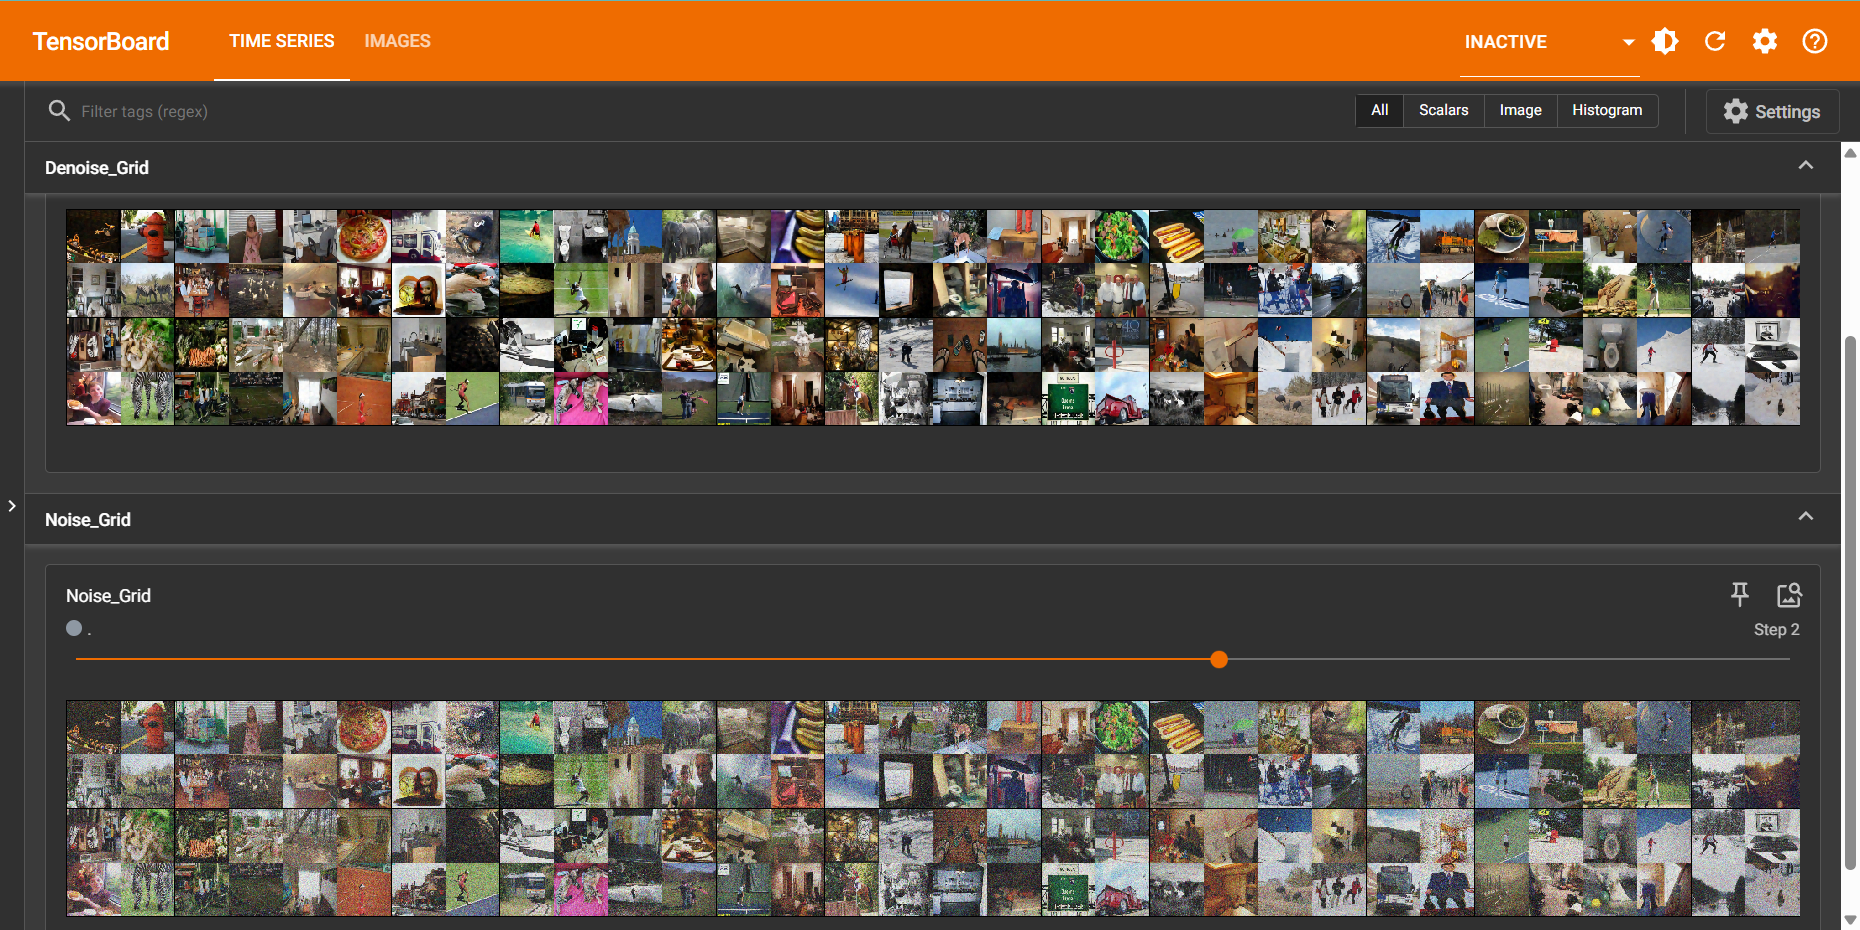 TensorBoard TIME SERIES IMAGES INACTIVE
Filter tags (regex) All Scalars Image Histogram Settings
Denoise_Grid
Noise_Grid
Noise_Grid
.
Step 2